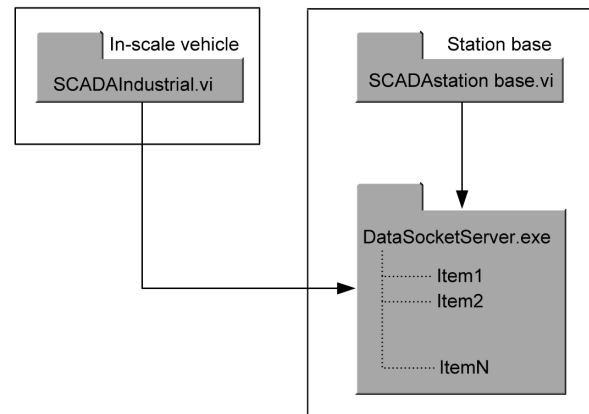 In-scale vehicle
SCADAIndustrial.vi
Station base
SCADAstation base.vi
DataSocketServer.exe
Item1
Item2
ItemN